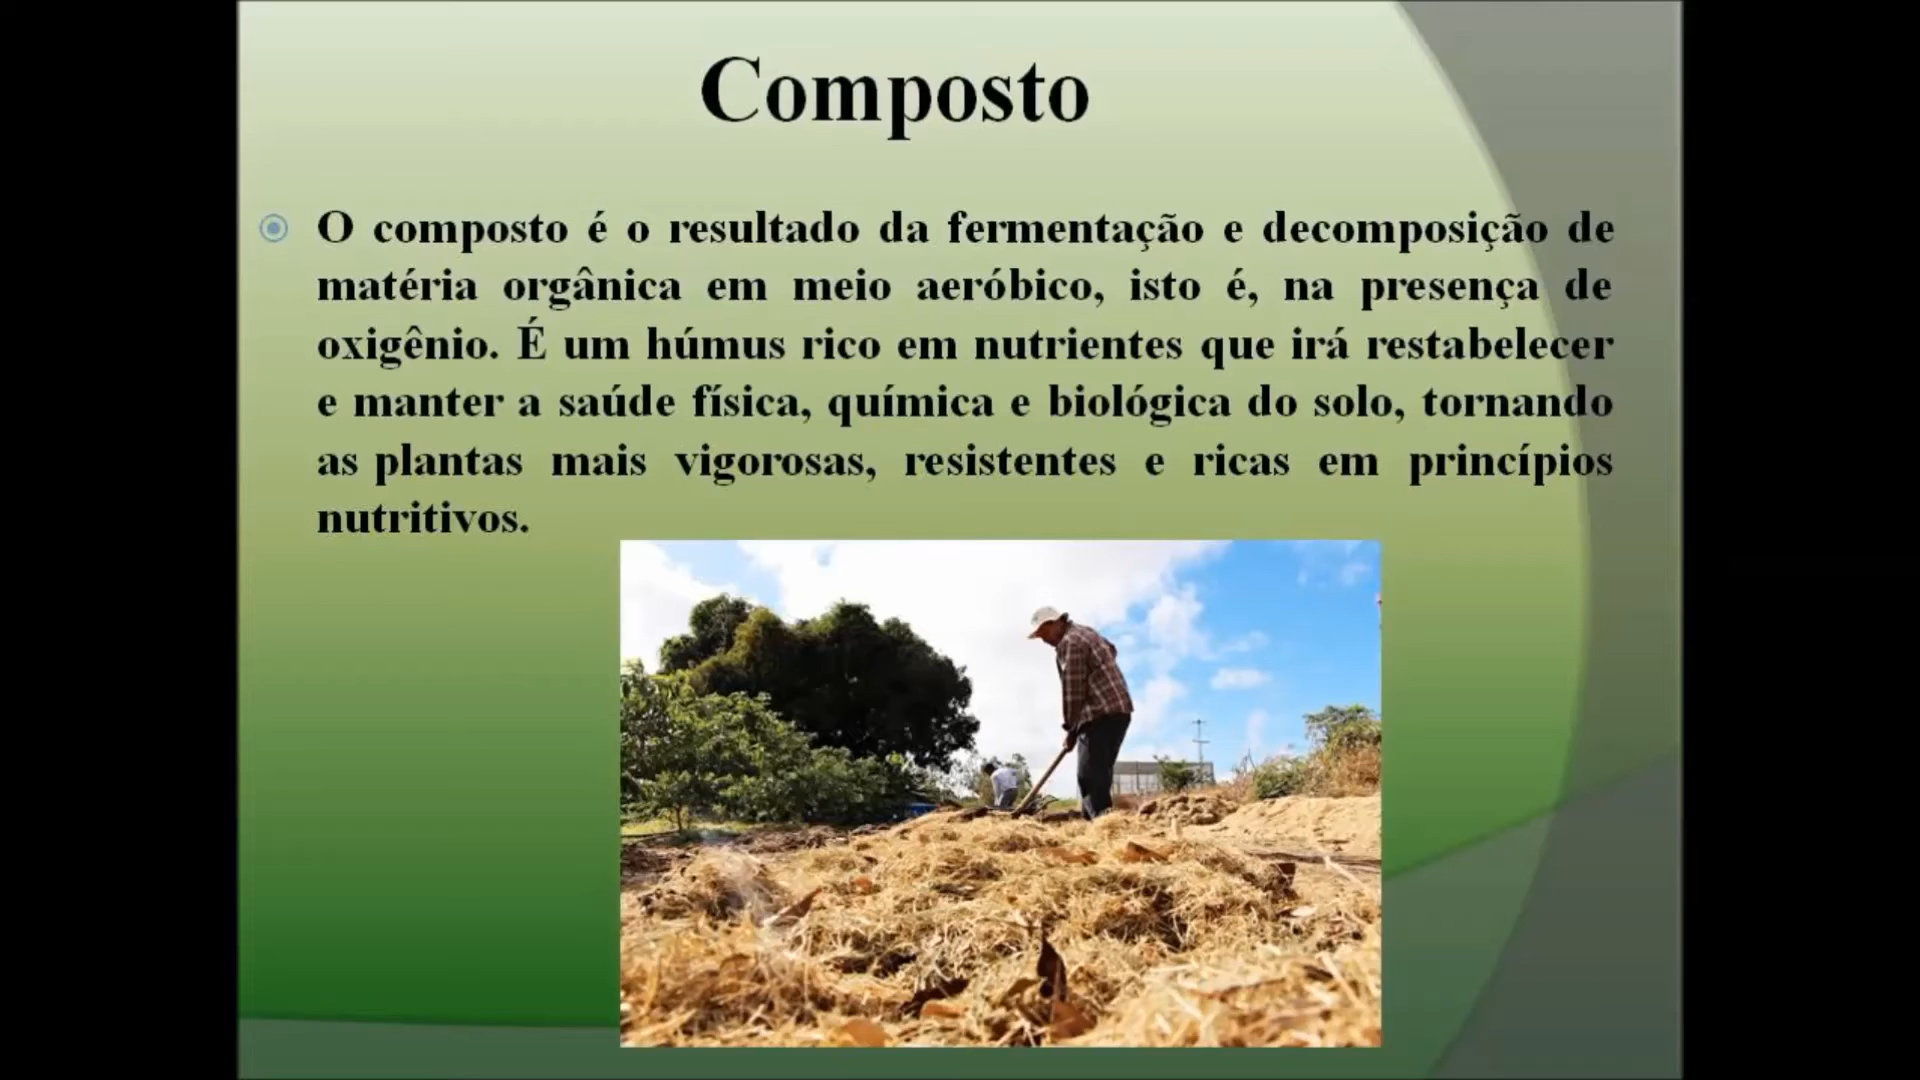 Composto
O composto é o resultado da fermentação e decomposição de
matéria orgânica em meio aeróbico, isto é, na presença de
oxigênio. É um húmus rico em nutrientes que irá restabelecer
e manter a saúde física, química e biológica do solo, tornando
as plantas mais vigorosas, resistentes e ricas em princípios
nutritivos.